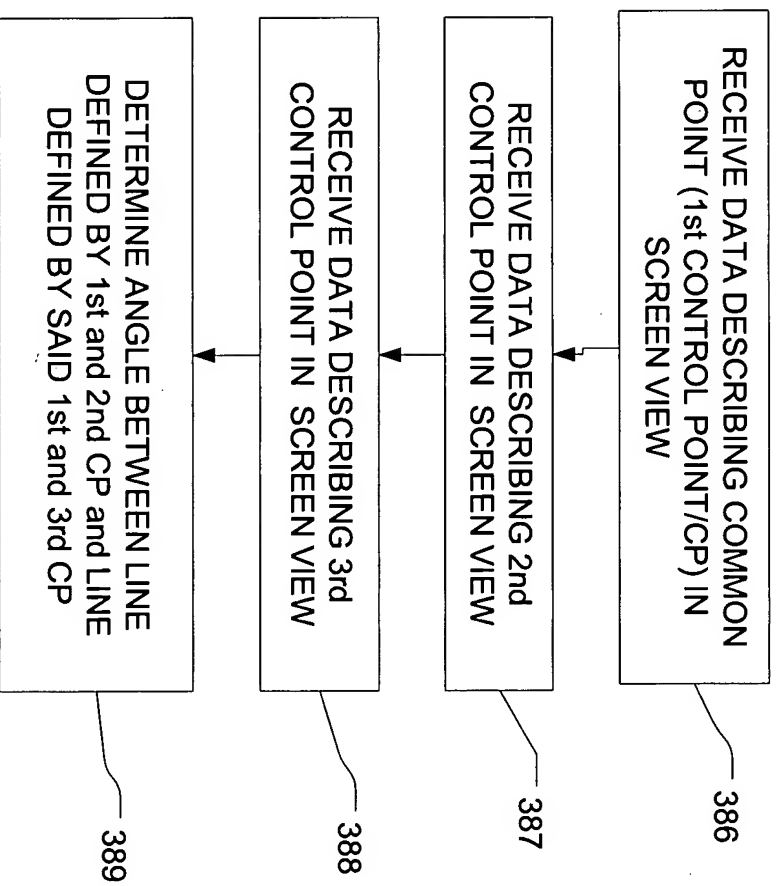 RECEIVE DATA DESCRIBING COMMON
POINT (1st CONTROL POINT/CP) IN
SCREEN VIEW
386
RECEIVE DATA DESCRIBING 2nd
CONTROL POINT IN SCREEN VIEW
387
RECEIVE DATA DESCRIBING 3rd
CONTROL POINT IN SCREEN VIEW
388
DETERMINE ANGLE BETWEEN LINE
DEFINED BY 1st and 2nd CP and LINE
DEFINED BY SAID 1st and 3rd CP
389